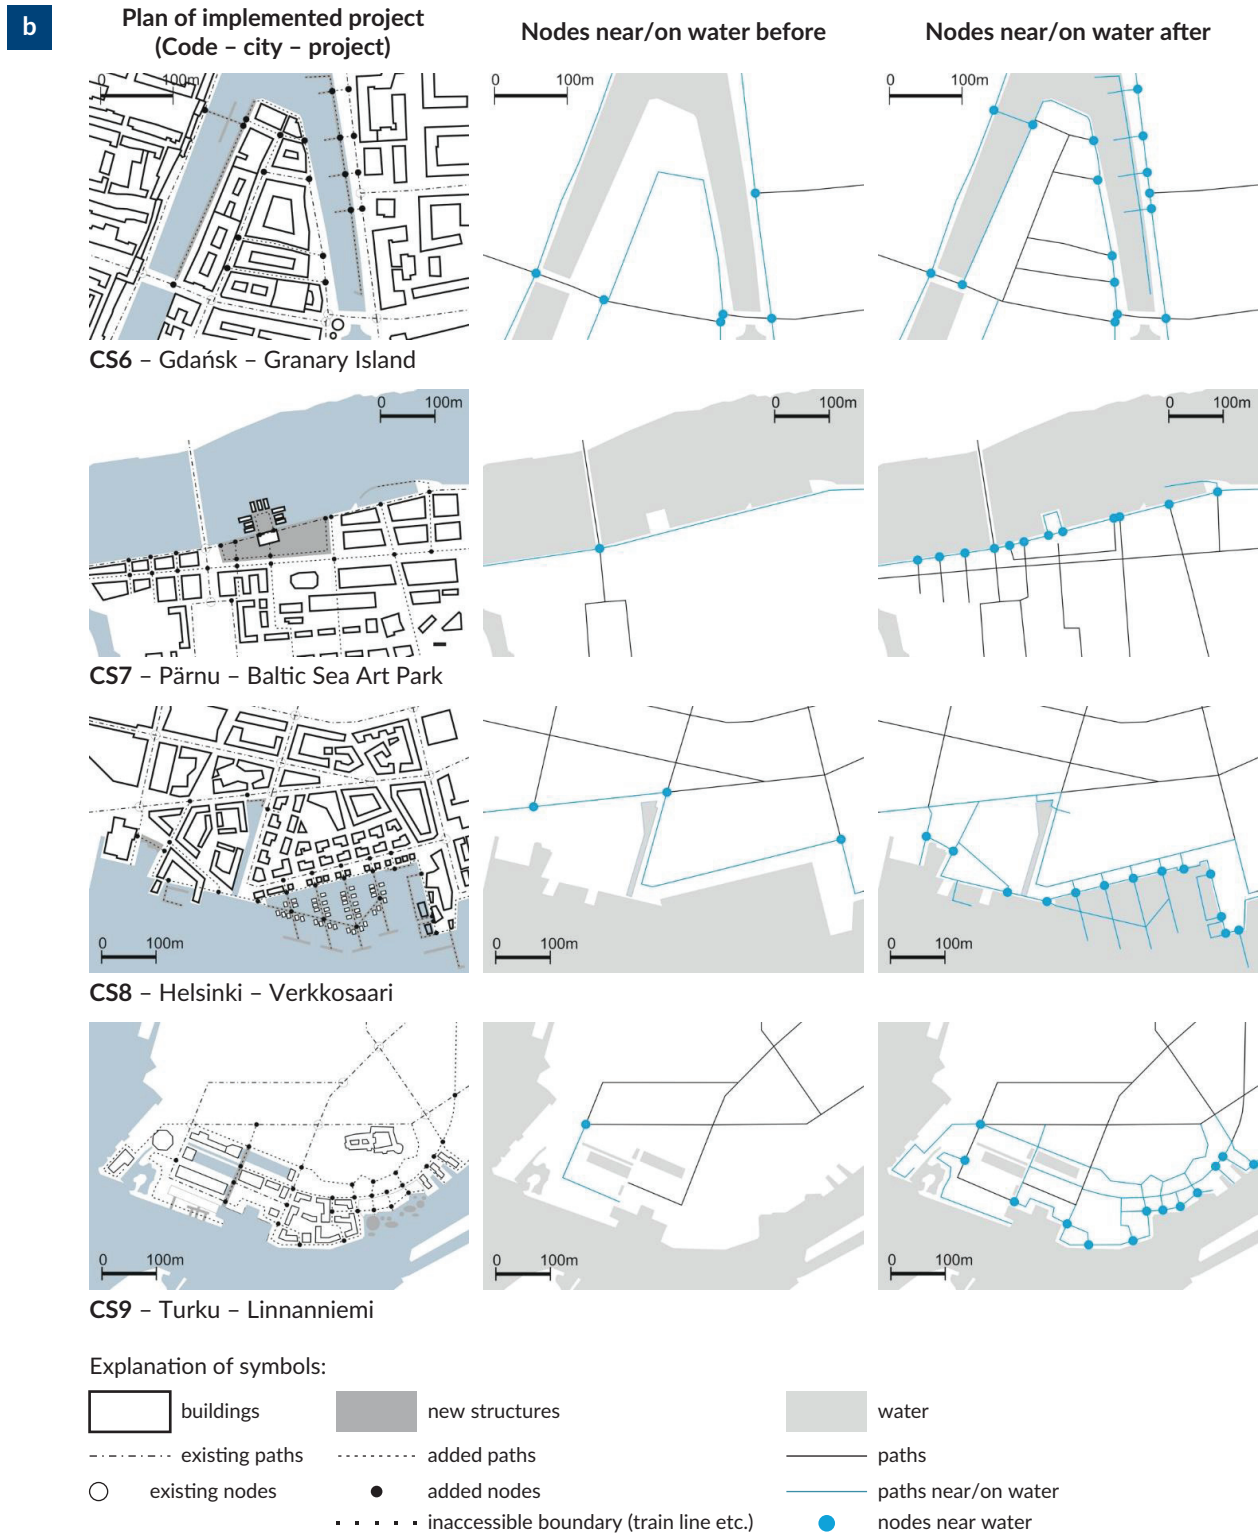 b
Plan of implemented project
(Code – city – project)
Nodes near/on water before
Nodes near/on water after
0 100m
0 100m
0 100m
CS6 – Gdańsk – Granary Island
0 100m
0 100m
0 100m
CS7 – Pärnu – Baltic Sea Art Park
0 100m
0 100m
0 100m
CS8 – Helsinki – Verkkosaari
0 100m
0 100m
0 100m
CS9 – Turku – Linnanniemi
Explanation of symbols:
buildings new structures water
existing paths added paths paths
existing nodes added nodes paths near/on water
inaccessible boundary (train line etc.) nodes near water